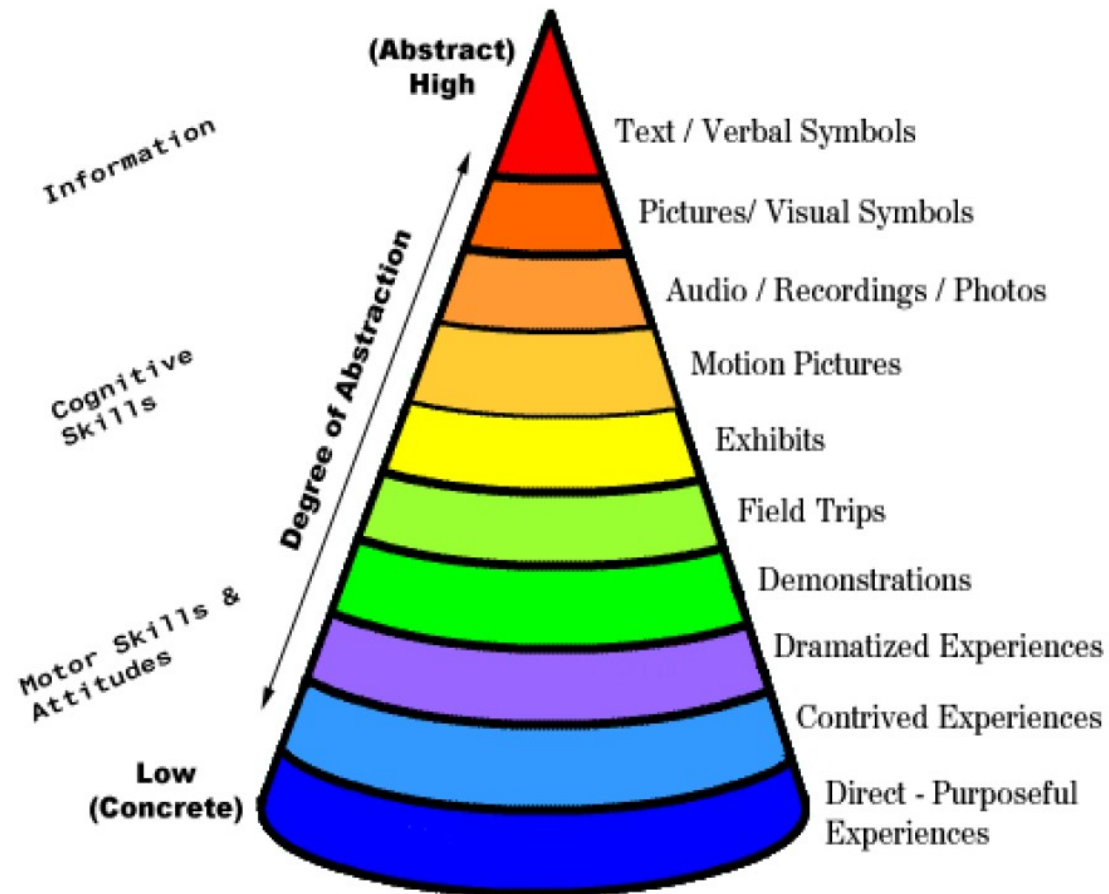 (Abstract)
High
Information
Degree of Abstraction
Cognitive
Skills
Motor Skills &
Attitudes
Low
(Concrete)
Text / Verbal Symbols
Pictures/ Visual Symbols
Audio / Recordings / Photos
Motion Pictures
Exhibits
Field Trips
Demonstrations
Dramatized Experiences
Contrived Experiences
Direct - Purposeful
Experiences